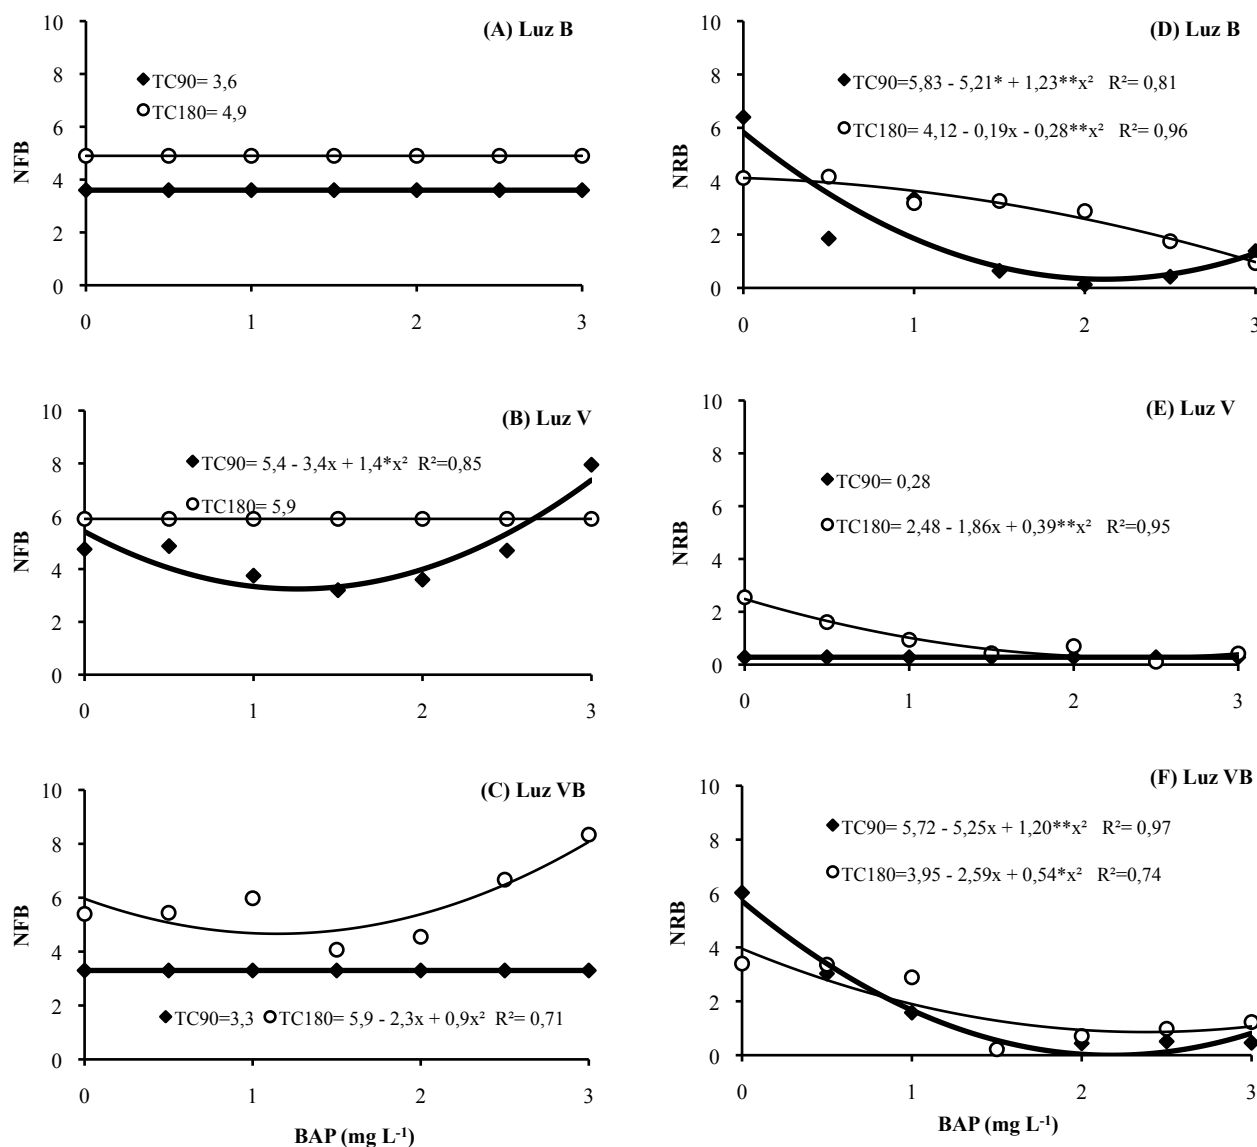 (A) Luz B
TC90= 3,6
TC180= 4,9
NFB
10
8
6
4
2
0
0 1 2 3
(D) Luz B
TC90=5,83 - 5,21* + 1,23**x² R²= 0,81
TC180= 4,12 - 0,19x - 0,28**x² R²= 0,96
NRB
10
8
6
4
2
0
0 1 2 3
(B) Luz V
TC90= 5,4 - 3,4x + 1,4*x² R²=0,85
TC180= 5,9
NFB
10
8
6
4
2
0
0 1 2 3
(E) Luz V
TC90= 0,28
TC180= 2,48 - 1,86x + 0,39**x² R²=0,95
NRB
10
8
6
4
2
0
0 1 2 3
(C) Luz VB
TC90=3,3 TC180= 5,9 - 2,3x + 0,9x² R²= 0,71
NFB
10
8
6
4
2
0
0 1 2 3
BAP (mg L⁻¹)
(F) Luz VB
TC90= 5,72 - 5,25x + 1,20**x² R²= 0,97
TC180=3,95 - 2,59x + 0,54*x² R²=0,74
NRB
10
8
6
4
2
0
0 1 2 3
BAP (mg L⁻¹)